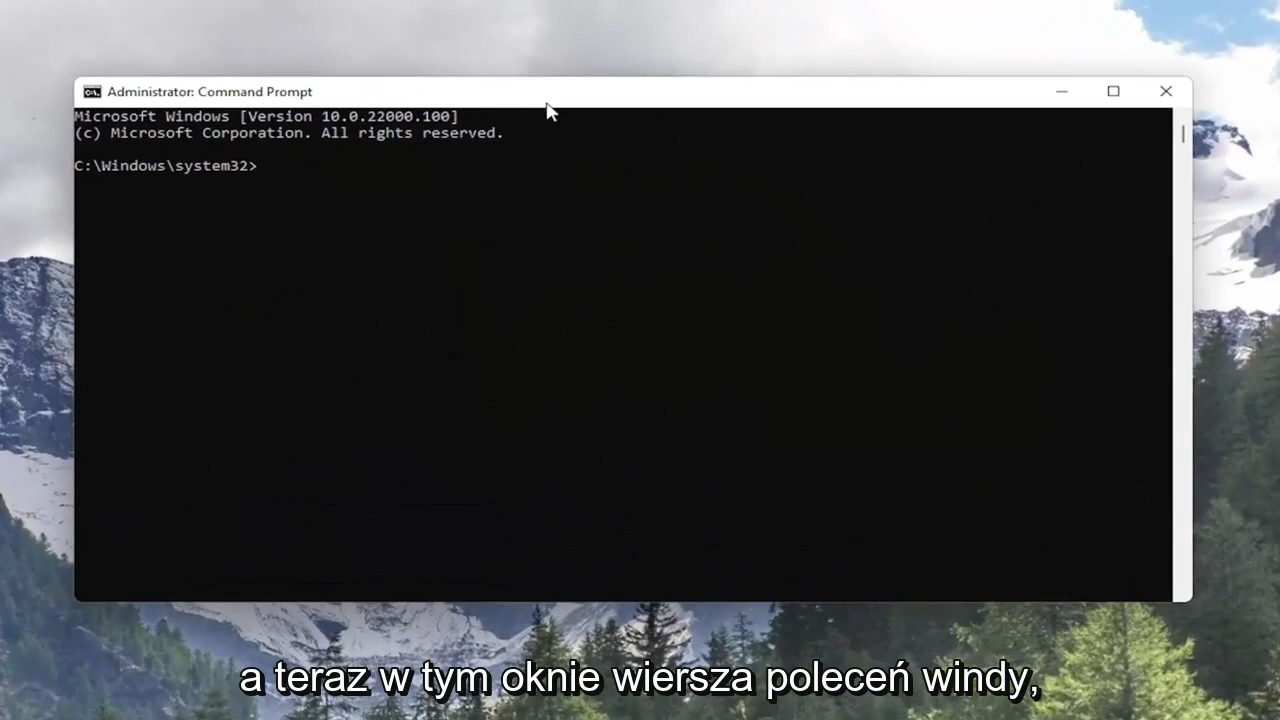 Administrator: Command Prompt
Microsoft Windows [Version 10.0.22000.100]
(c) Microsoft Corporation. All rights reserved.
C:\Windows\system32>
a teraz w tym oknie wiersza poleceń windy,